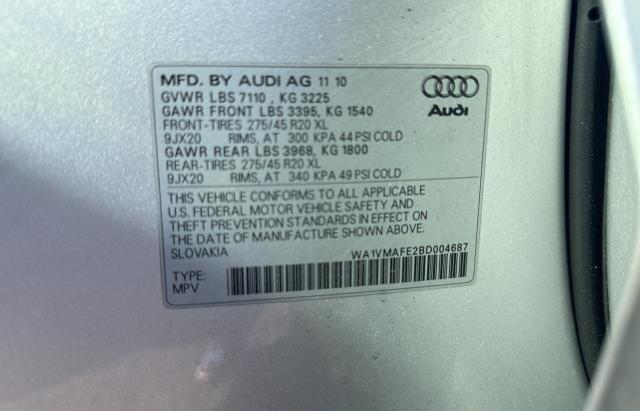 MFD. BY AUDI AG 11 10
GVWR LBS 7110 , KG 3225
GAWR FRONT LBS 3395, KG 1540
FRONT-TIRES 275/45 R20 XL
9JX20 RIMS, AT 300 KPA 44 PSI COLD
GAWR REAR LBS 3968, KG 1800
REAR-TIRES 275/45 R20 XL
9JX20 RIMS, AT 340 KPA 49 PSI COLD
Audi
THIS VEHICLE CONFORMS TO ALL APPLICABLE
U.S. FEDERAL MOTOR VEHICLE SAFETY AND
THEFT PREVENTION STANDARDS IN EFFECT ON
THE DATE OF MANUFACTURE SHOWN ABOVE.
SLOVAKIA WA1VMAFE2BD004687
TYPE:
MPV